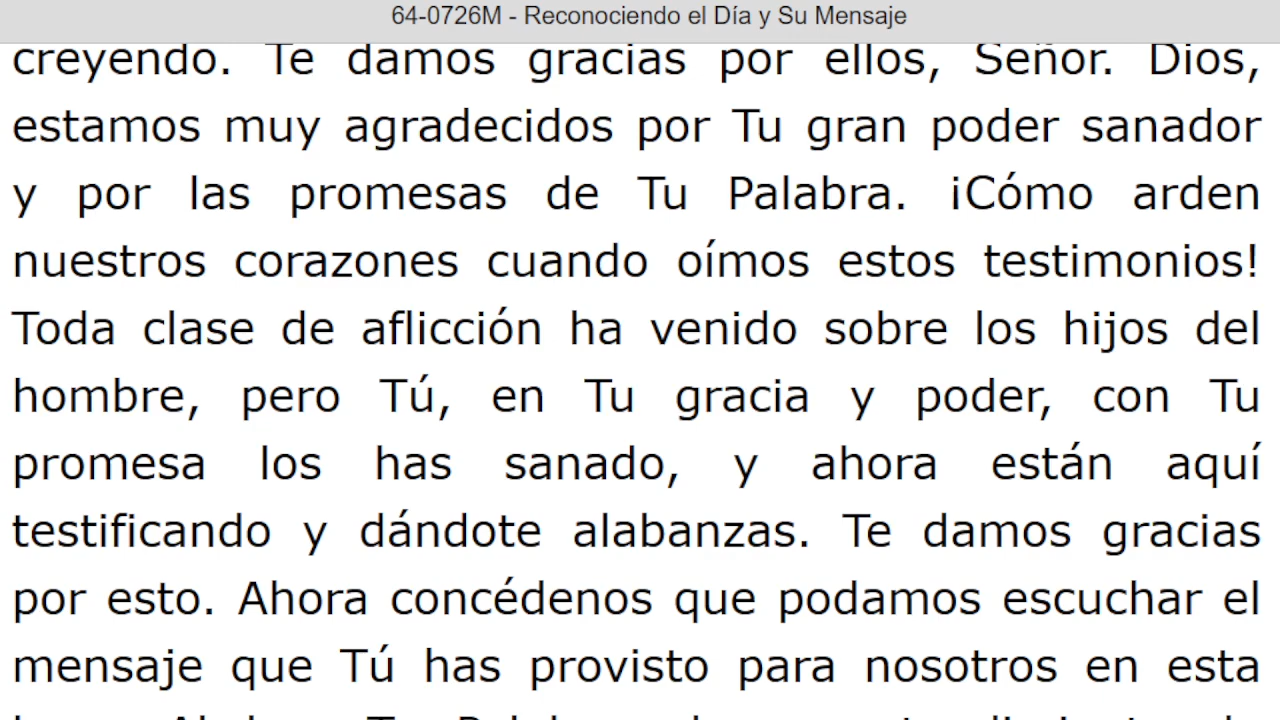 64-0726M - Reconociendo el Día y Su Mensaje
creyendo. Te damos gracias por ellos, Señor. Dios,
estamos muy agradecidos por Tu gran poder sanador
y por las promesas de Tu Palabra. ¡Cómo arden
nuestros corazones cuando oímos estos testimonios!
Toda clase de aflicción ha venido sobre los hijos del
hombre, pero Tú, en Tu gracia y poder, con Tu
promesa los has sanado, y ahora están aquí
testificando y dándote alabanzas. Te damos gracias
por esto. Ahora concédenos que podamos escuchar el
mensaje que Tú has provisto para nosotros en esta